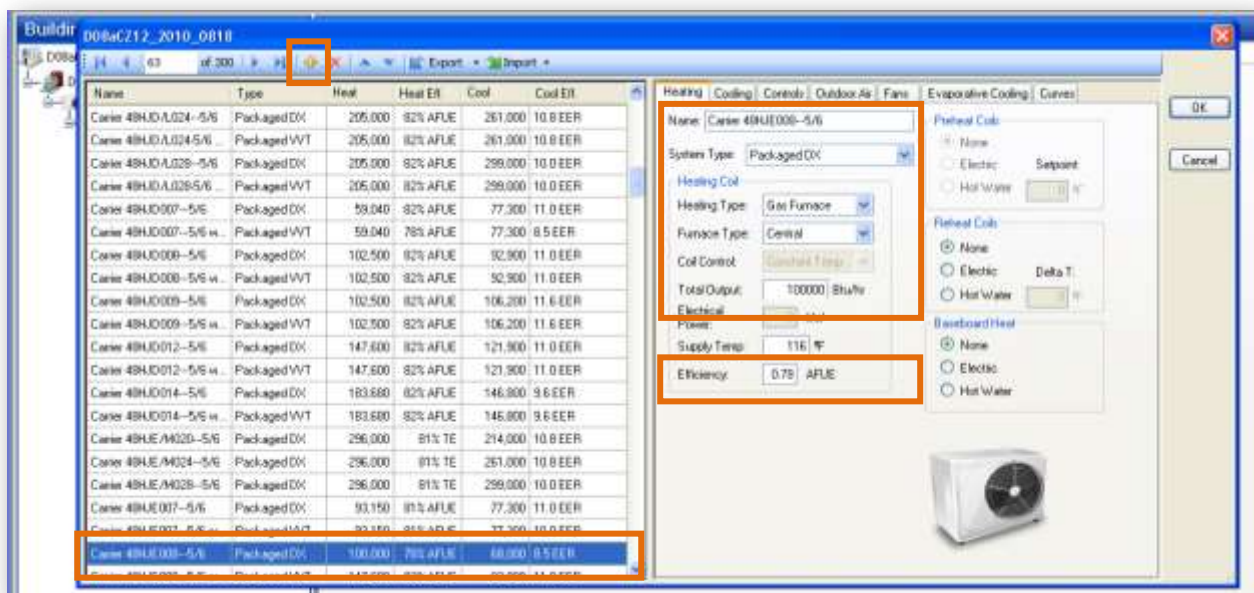 Buildin
D08aCZ12_2010_0818
D08a
63 of 300 Export Import
Name Type Heat Heat Eff Cool Cool Eff
Carrier 48HJD/L024--5/6 Packaged DX 205,000 82% AFUE 261,000 10.8 EER
Carrier 48HJD/L024-5/6 ... Packaged VVT 205,000 82% AFUE 261,000 10.8 EER
Carrier 48HJD/L028--5/6 Packaged DX 205,000 82% AFUE 299,000 10.0 EER
Carrier 48HJD/L028-5/6 ... Packaged VVT 205,000 82% AFUE 299,000 10.0 EER
Carrier 48HJD007--5/6 Packaged DX 59,040 82% AFUE 77,300 11.0 EER
Carrier 48HJD007--5/6 w... Packaged VVT 59,040 78% AFUE 77,300 8.5 EER
Carrier 48HJD008--5/6 Packaged DX 102,500 82% AFUE 92,900 11.0 EER
Carrier 48HJD008--5/6 w... Packaged VVT 102,500 82% AFUE 92,900 11.0 EER
Carrier 48HJD009--5/6 Packaged DX 102,500 82% AFUE 106,200 11.6 EER
Carrier 48HJD009--5/6 w... Packaged VVT 102,500 82% AFUE 106,200 11.6 EER
Carrier 48HJD012--5/6 Packaged DX 147,600 82% AFUE 121,900 11.0 EER
Carrier 48HJD012--5/6 w... Packaged VVT 147,600 82% AFUE 121,900 11.0 EER
Carrier 48HJD014--5/6 Packaged DX 183,680 82% AFUE 146,800 9.6 EER
Carrier 48HJD014--5/6 w... Packaged VVT 183,680 82% AFUE 146,800 9.6 EER
Carrier 48HJE/M020--5/6 Packaged DX 296,000 81% TE 214,000 10.8 EER
Carrier 48HJE/M024--5/6 Packaged DX 296,000 81% TE 261,000 10.8 EER
Carrier 48HJE/M028--5/6 Packaged DX 296,000 81% TE 299,000 10.0 EER
Carrier 48HJE007--5/6 Packaged DX 93,150 81% AFUE 77,300 11.0 EER
Carrier 48HJE008--5/6 Packaged DX 100,000 78% AFUE 68,000 8.5 EER
Heating Cooling Controls Outdoor Air Fans Evaporative Cooling Curves
Name: Carrier 48HJE008--5/6
System Type: Packaged DX
Heating Coil
Heating Type: Gas Furnace
Furnace Type: Central
Coil Control: Constant Temp
Total Output: 100000 Btu/hr
Electrical Power:
Supply Temp: 116 °F
Efficiency: 0.78 AFUE
Preheat Coils
None
Electric Setpoint
Hot Water 0 °F
Reheat Coils
None
Electric Delta T:
Hot Water 0 °F
Baseboard Heat
None
Electric
Hot Water
OK
Cancel